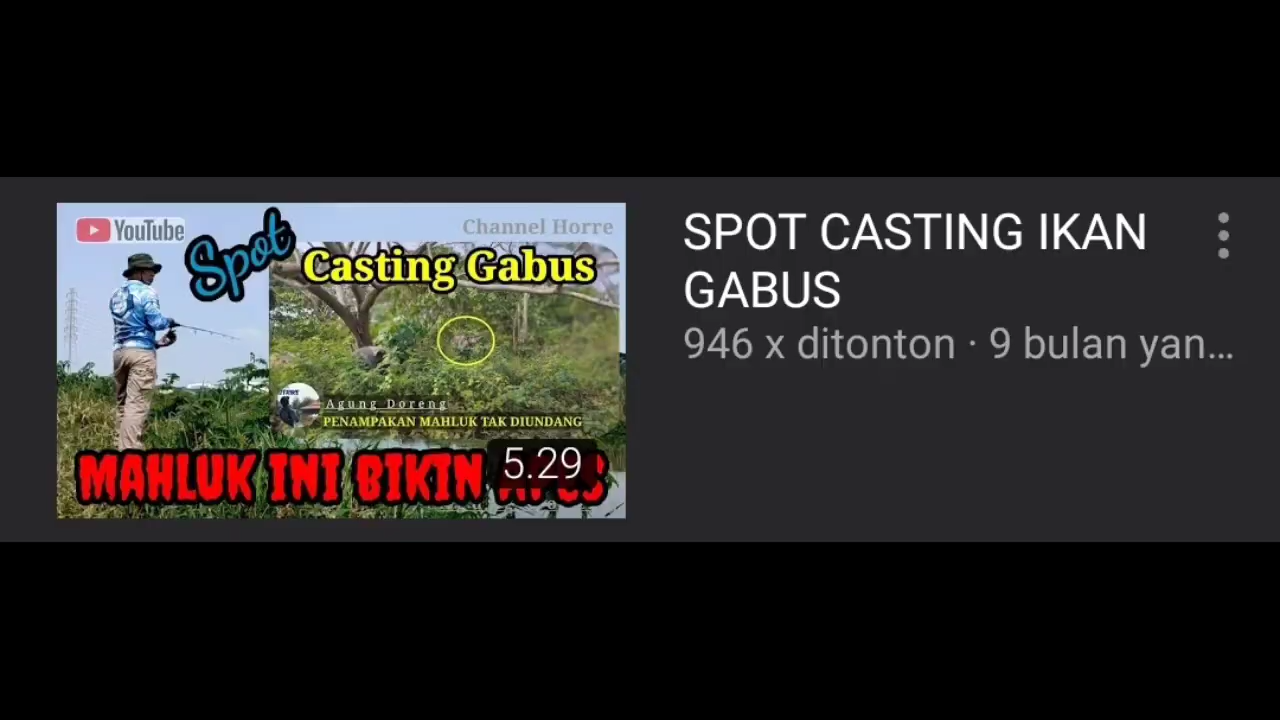 YouTube
Spot
Channel Horre
Casting Gabus
Agung Doreng
PENAMPAKAN MAHLUK TAK DIUNDANG
MAHLUK INI BIKIN
5.29
SPOT CASTING IKAN
GABUS
946 x ditonton · 9 bulan yan...